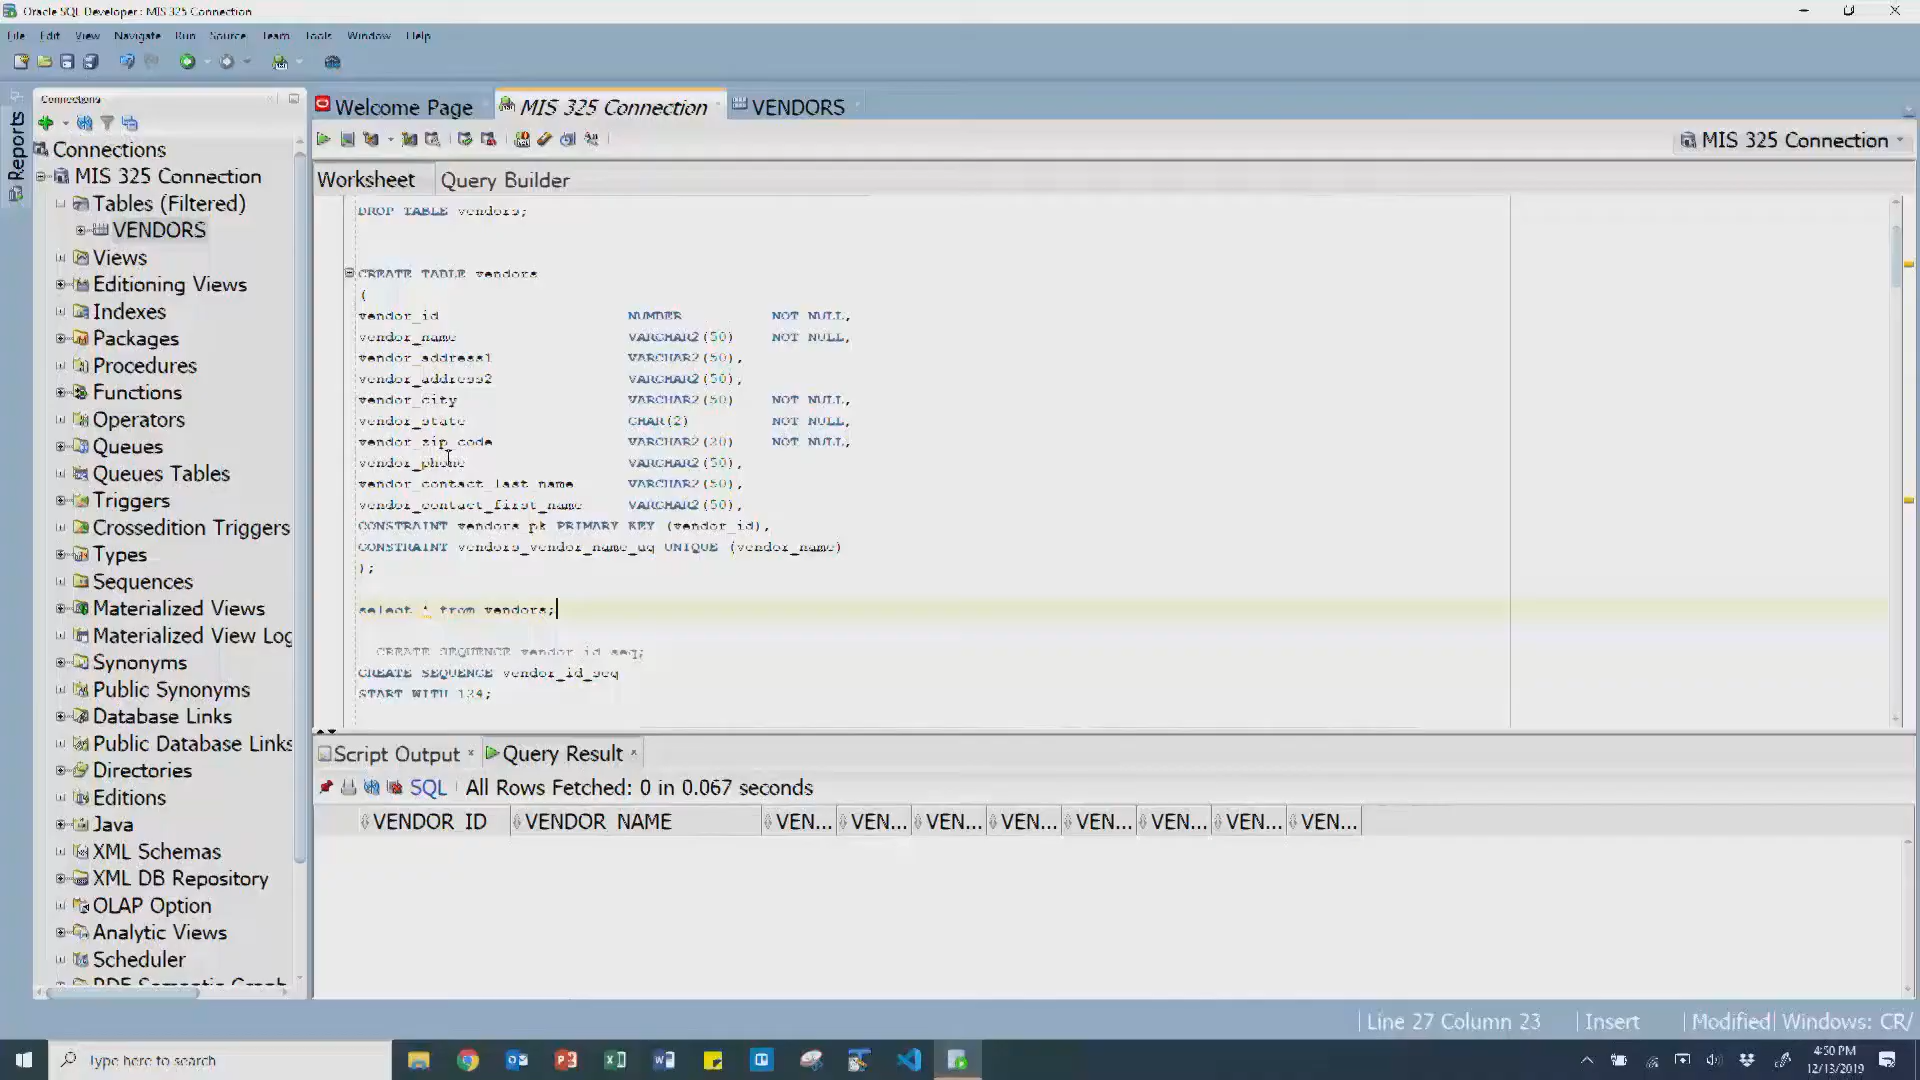 Oracle SQL Developer : MIS 325 Connection
File Edit View Navigate Run Source Team Tools Window Help
Connections
Reports
Connections
MIS 325 Connection
Tables (Filtered)
VENDORS
Views
Editioning Views
Indexes
Packages
Procedures
Functions
Operators
Queues
Queues Tables
Triggers
Crossedition Triggers
Types
Sequences
Materialized Views
Materialized View Log
Synonyms
Public Synonyms
Database Links
Public Database Links
Directories
Editions
Java
XML Schemas
XML DB Repository
OLAP Option
Analytic Views
Scheduler
Welcome Page MIS 325 Connection VENDORS
MIS 325 Connection
Worksheet Query Builder
DROP TABLE vendors;
CREATE TABLE vendors
(
vendor_id NUMBER NOT NULL,
vendor_name VARCHAR2(50) NOT NULL,
vendor_address1 VARCHAR2(50),
vendor_address2 VARCHAR2(50),
vendor_city VARCHAR2(50) NOT NULL,
vendor_state CHAR(2) NOT NULL,
vendor_zip_code VARCHAR2(20) NOT NULL,
vendor_phone VARCHAR2(50),
vendor_contact_last_name VARCHAR2(50),
vendor_contact_first_name VARCHAR2(50),
CONSTRAINT vendors_pk PRIMARY KEY (vendor_id),
CONSTRAINT vendors_vendor_name_uq UNIQUE (vendor_name)
);
select * from vendors;
CREATE SEQUENCE vendor_id_seq;
CREATE SEQUENCE vendor_id_seq
START WITH 124;
Script Output × Query Result ×
SQL | All Rows Fetched: 0 in 0.067 seconds
VENDOR_ID VENDOR_NAME VEN... VEN... VEN... VEN... VEN... VEN... VEN... VEN...
Line 27 Column 23 | Insert | Modified | Windows: CR/
Type here to search
4:50 PM
12/13/2019